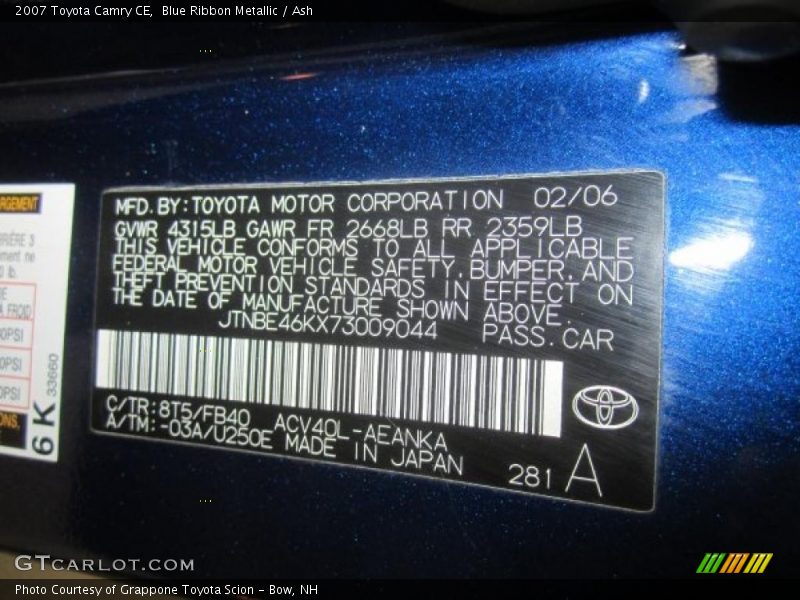 2007 Toyota Camry CE,  Blue Ribbon Metallic / Ash
MFD.BY:TOYOTA MOTOR CORPORATION 02/06
GVWR 4315LB GAWR FR 2668LB RR 2359LB
THIS VEHICLE CONFORMS TO ALL APPLICABLE
FEDERAL MOTOR VEHICLE SAFETY,BUMPER,AND
THEFT PREVENTION STANDARDS IN EFFECT ON
THE DATE OF MANUFACTURE SHOWN ABOVE.
JTNBE46KX73009044 PASS.CAR
C/TR:8T5/FB40 ACV40L-AEANKA
A/TM:-03A/U250E MADE IN JAPAN
281 A
6K 33660
GTCARLOT.COM
Photo Courtesy of Grappone Toyota Scion - Bow, NH